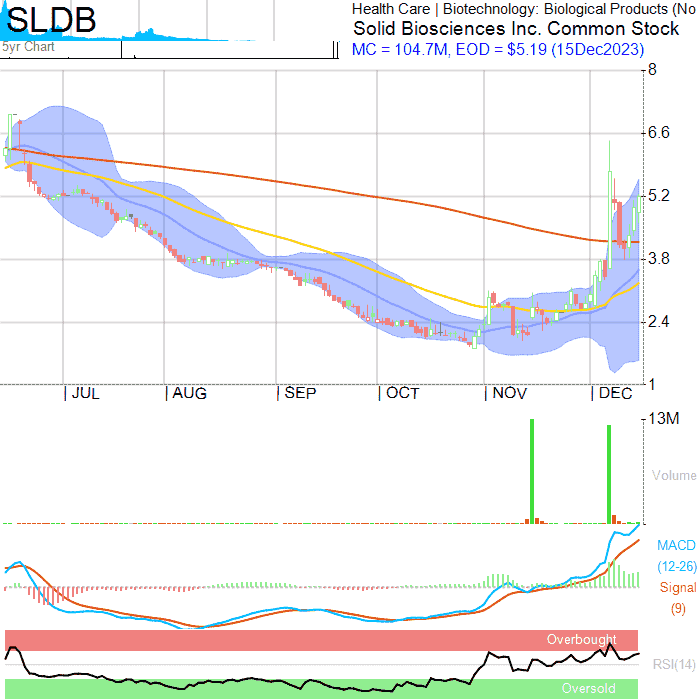 SLDB
5yr Chart
Health Care | Biotechnology: Biological Products (No
Solid Biosciences Inc. Common Stock
MC = 104.7M, EOD = $5.19 (15Dec2023)
8
6.6
5.2
3.8
2.4
1
JUL AUG SEP OCT NOV DEC
13M
Volume
MACD
(12-26)
Signal
(9)
Overbought
RSI(14)
Oversold